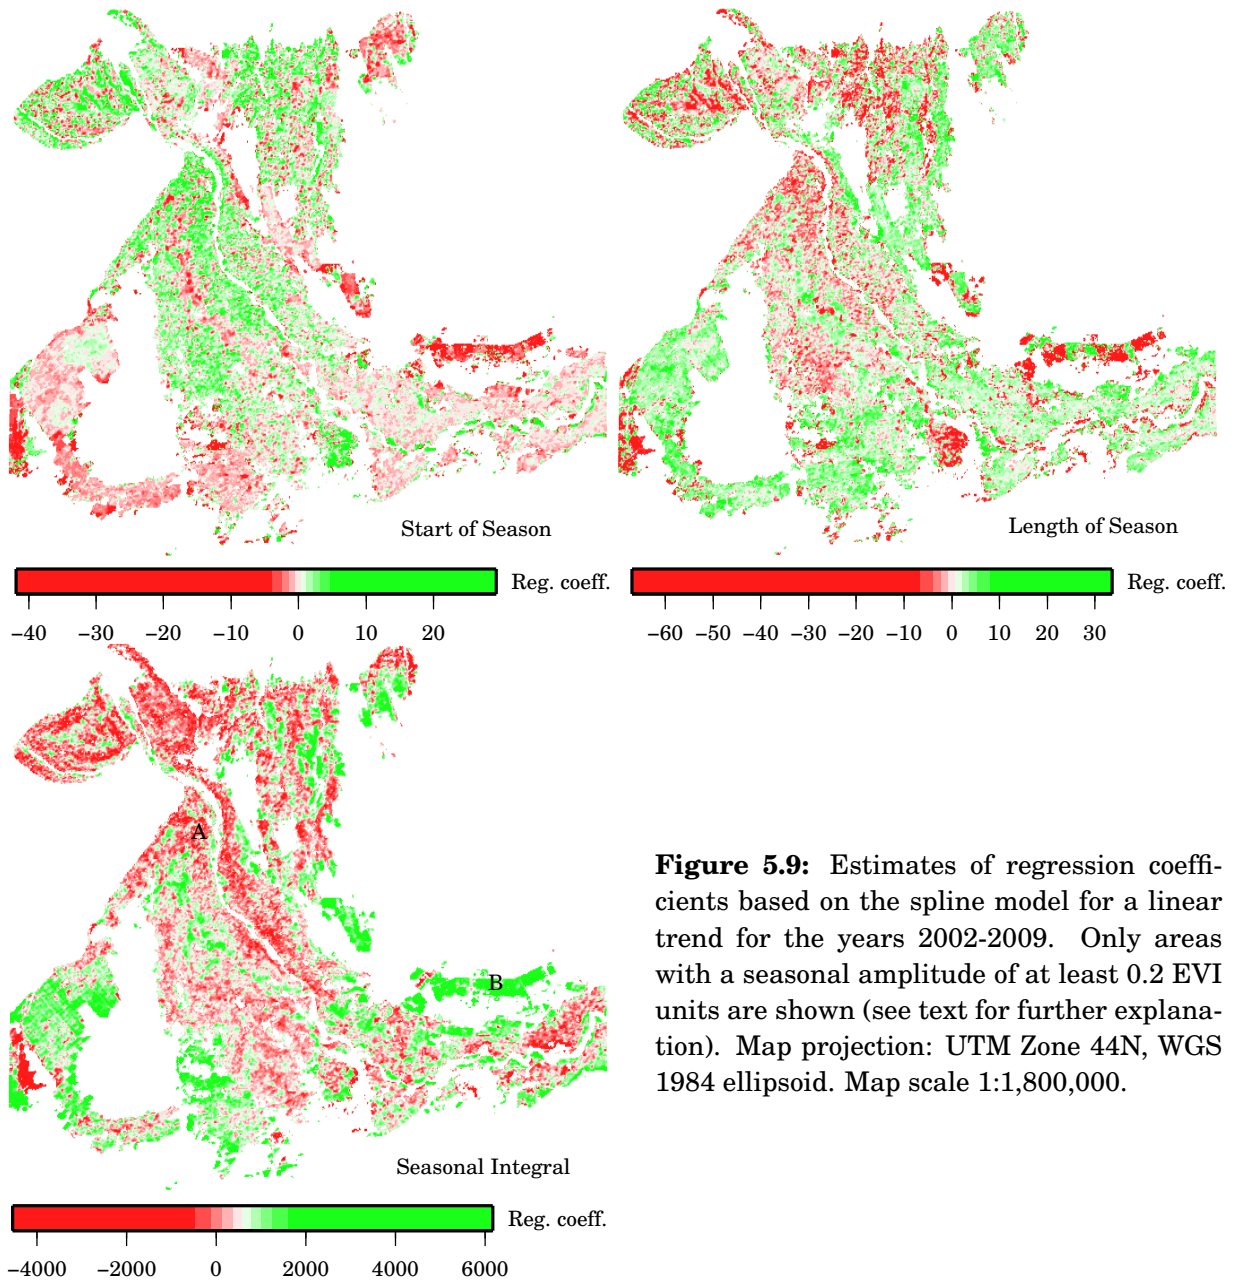 Start of Season
Length of Season
Reg. coeff.
−40 −30 −20 −10 0 10 20
Reg. coeff.
−60 −50 −40 −30 −20 −10 0 10 20 30
A
B
Seasonal Integral
Reg. coeff.
−4000 −2000 0 2000 4000 6000
Figure 5.9: Estimates of regression coeffi-
cients based on the spline model for a linear
trend for the years 2002-2009. Only areas
with a seasonal amplitude of at least 0.2 EVI
units are shown (see text for further explana-
tion). Map projection: UTM Zone 44N, WGS
1984 ellipsoid. Map scale 1:1,800,000.